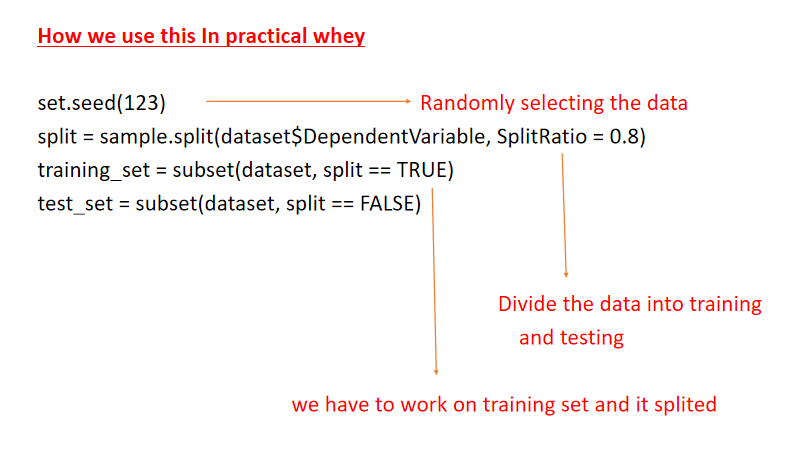 How we use this In practical whey
set.seed(123)
Randomly selecting the data
split = sample.split(dataset$DependentVariable, SplitRatio = 0.8)
training_set = subset(dataset, split == TRUE)
test_set = subset(dataset, split == FALSE)
Divide the data into training
and testing
we have to work on training set and it splited